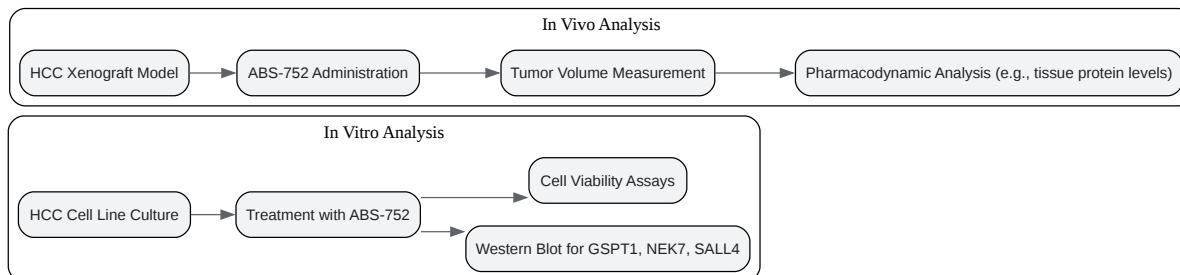 In Vivo Analysis
HCC Xenograft Model
ABS-752 Administration
Tumor Volume Measurement
Pharmacodynamic Analysis (e.g., tissue protein levels)
In Vitro Analysis
HCC Cell Line Culture
Treatment with ABS-752
Cell Viability Assays
Western Blot for GSPT1, NEK7, SALL4